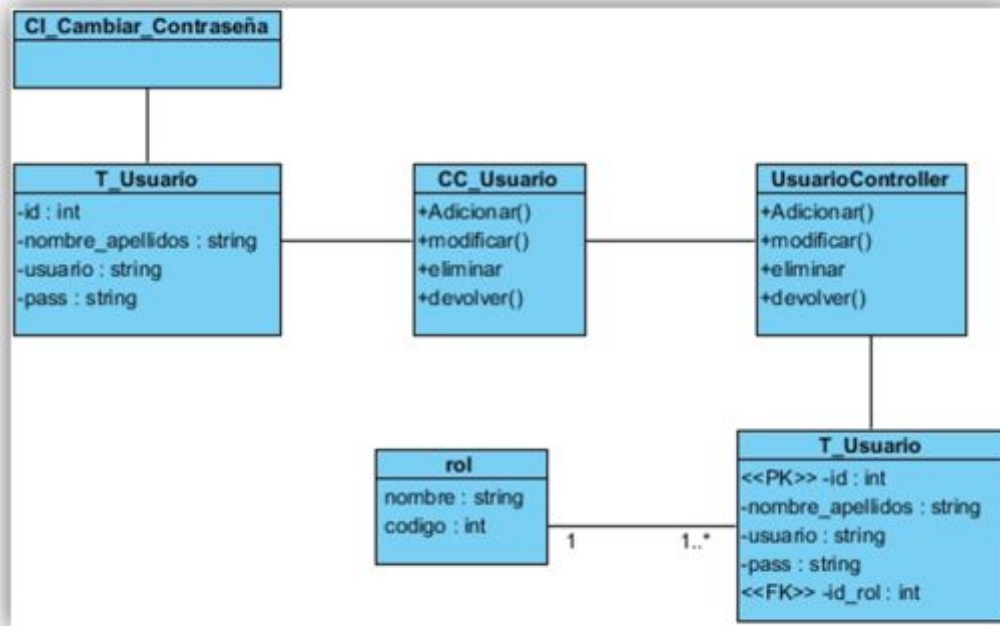 CI_Cambiar_Contraseña
T_Usuario
-id : int
-nombre_apellidos : string
-usuario : string
-pass : string
CC_Usuario
+Adicionar()
+modificar()
+eliminar
+devolver()
UsuarioController
+Adicionar()
+modificar()
+eliminar
+devolver()
rol
nombre : string
codigo : int
1
1..*
T_Usuario
<<PK>> -id : int
-nombre_apellidos : string
-usuario : string
-pass : string
<<FK>> -id_rol : int